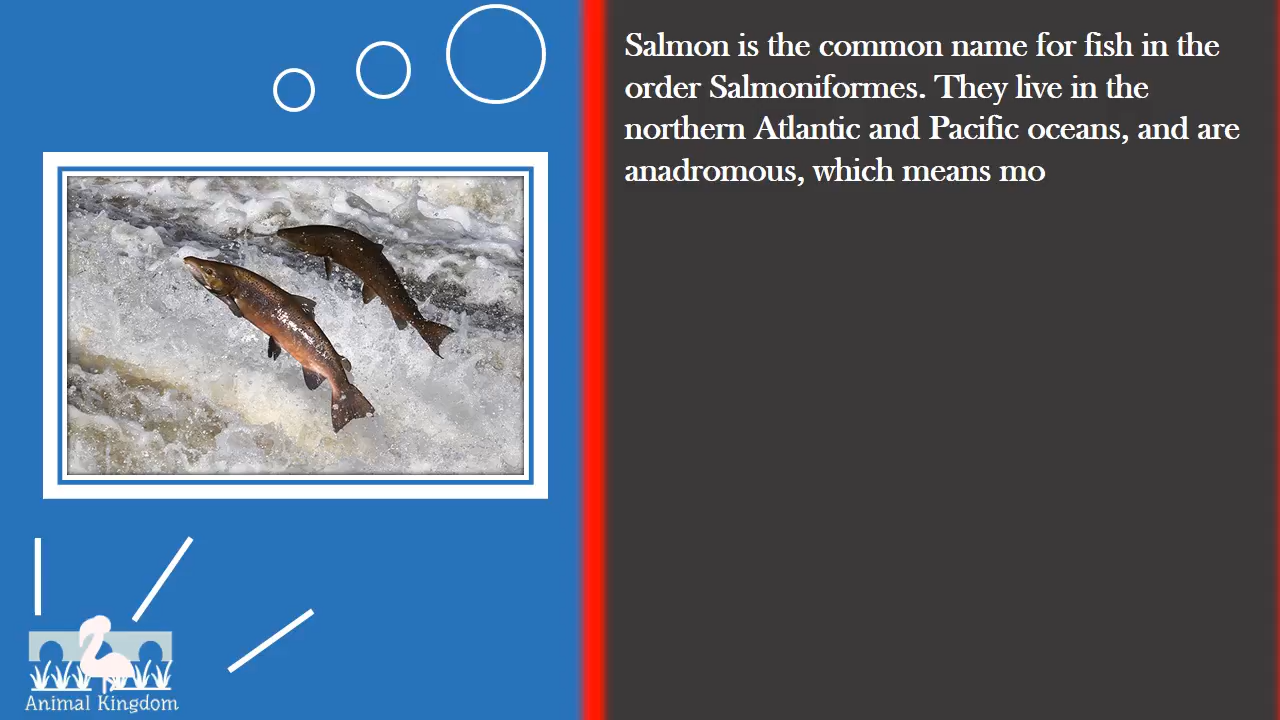 Salmon is the common name for fish in the
order Salmoniformes. They live in the
northern Atlantic and Pacific oceans, and are
anadromous, which means mo
Animal Kingdom